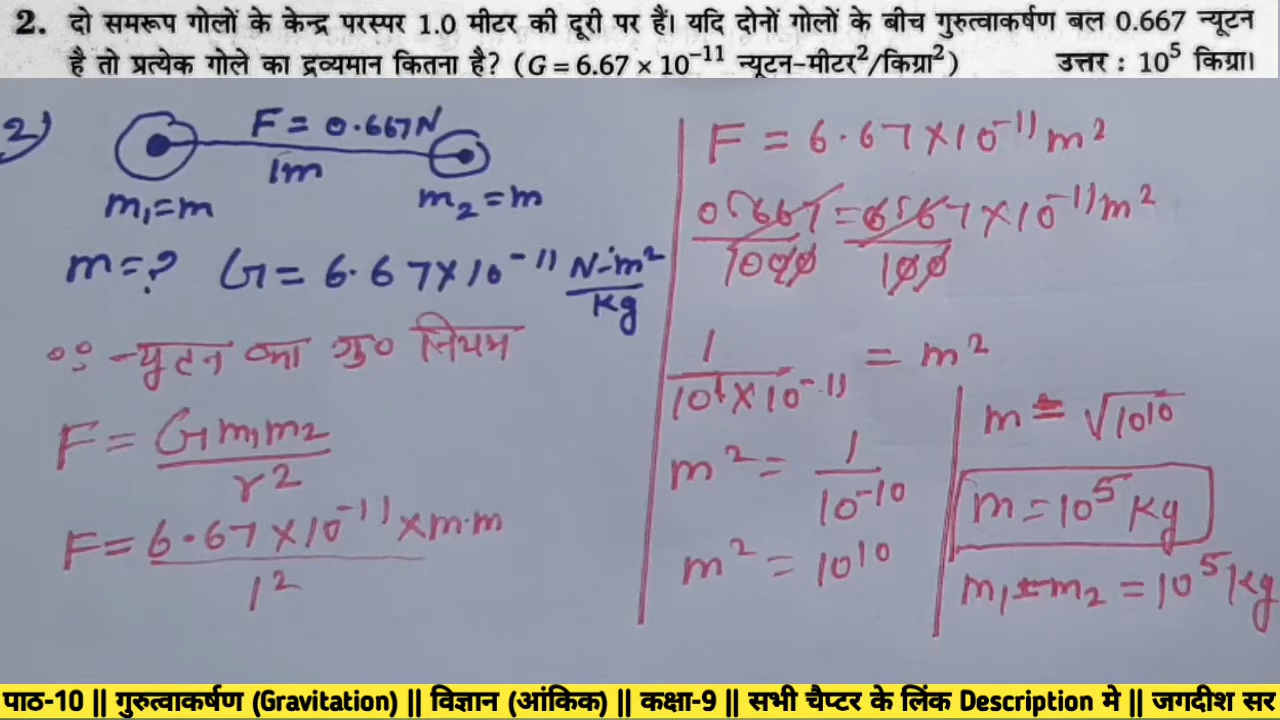 2. दो समरूप गोलों के केन्द्र परस्पर 1.0 मीटर की दूरी पर हैं। यदि दोनों गोलों के बीच गुरुत्वाकर्षण बल 0.667 न्यूटन
है तो प्रत्येक गोले का द्रव्यमान कितना है? (G = 6.67 × 10⁻¹¹ न्यूटन-मीटर²/किग्रा²) उत्तर : 10⁵ किग्रा।
2)
F = 0.667N
1m
m₁=m
m₂=m
m=? G = 6.67×10⁻¹¹ N-m²/Kg
∵ न्यूटन का गु० नियम
F = Gm₁m₂/r²
F = 6.67×10⁻¹¹×m·m/1²
F = 6.67×10⁻¹¹m²
0.667/1000 = 6.67×10⁻¹¹m²/100
1/10¹×10⁻¹¹ = m²
m² = 1/10⁻¹⁰
m² = 10¹⁰
m = √10¹⁰
m = 10⁵ Kg
m₁=m₂ = 10⁵Kg
पाठ-10 || गुरुत्वाकर्षण (Gravitation) || विज्ञान (आंकिक) || कक्षा-9 || सभी चैप्टर के लिंक Description मे || जगदीश सर